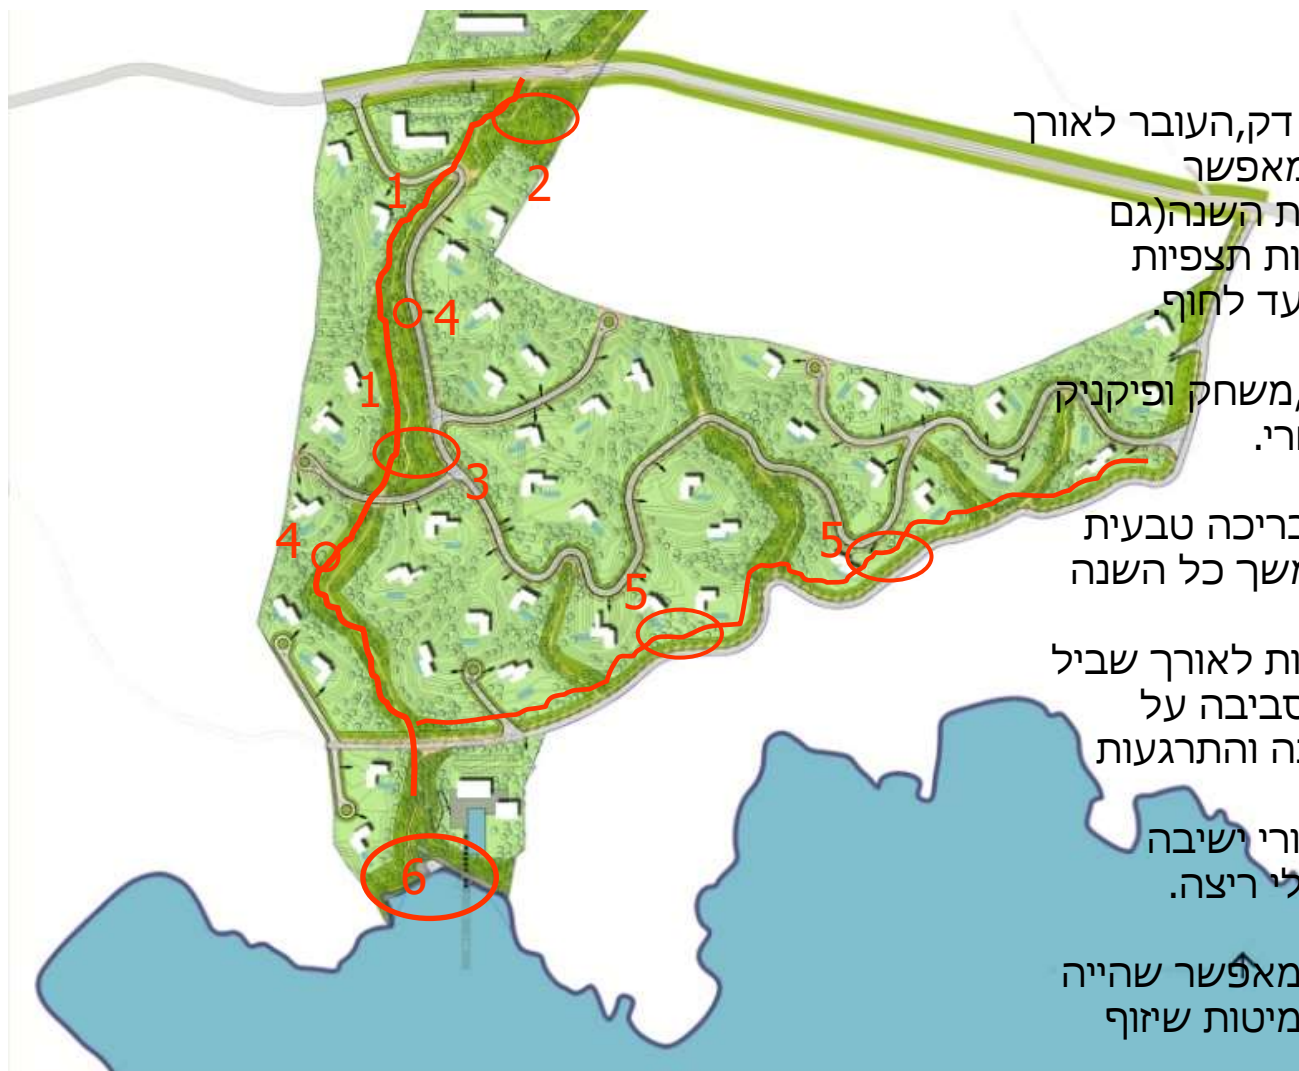 דק,העובר לאורך
מאפשר
ת השנה(גם
ות תצפיות
עד לחוף.
,משחק ופיקניק
ורי.
בריכה טבעית
משך כל השנה
ות לאורך שביל
סביבה על
נה והתרגעות
ורי ישיבה
לי ריצה.
מאפשר שהייה
מיטות שיזוף
1
2
4
1
3
4
5
5
6